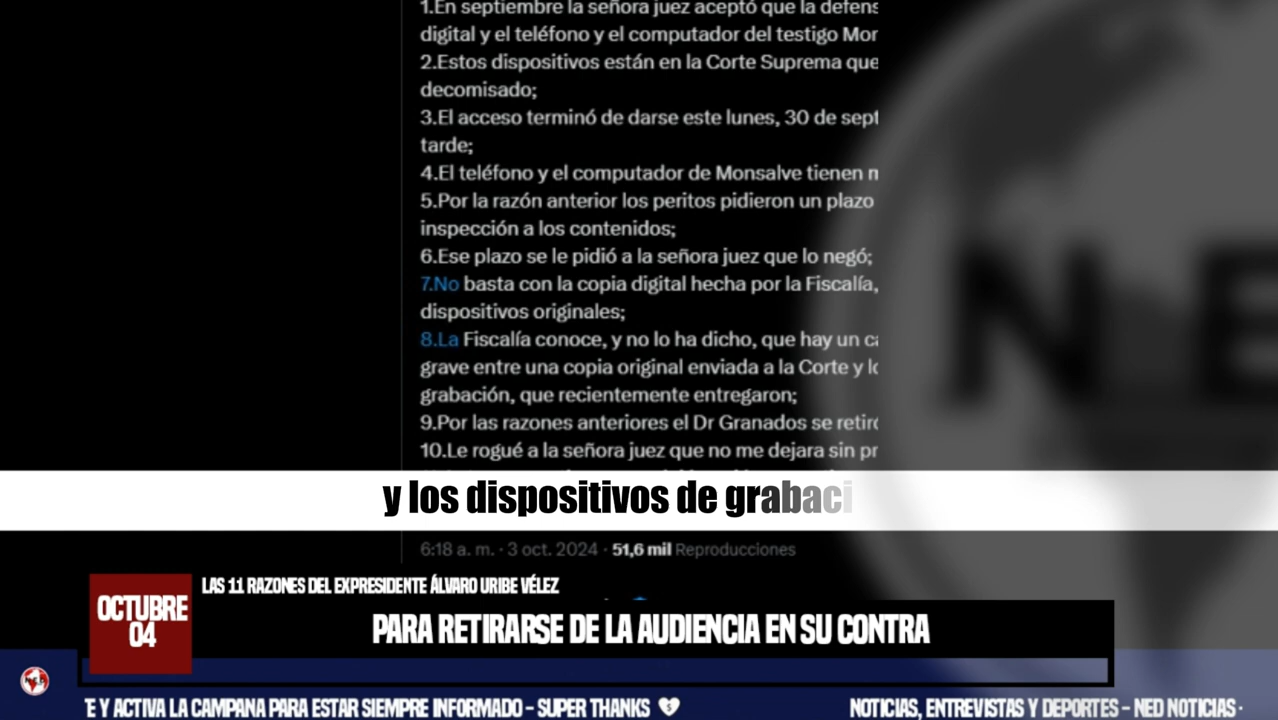 1.En septiembre la señora juez aceptó que la defens
digital y el teléfono y el computador del testigo Mor
2.Estos dispositivos están en la Corte Suprema que
decomisado;
3.El acceso terminó de darse este lunes, 30 de sept
tarde;
4.El teléfono y el computador de Monsalve tienen
5.Por la razón anterior los peritos pidieron un plazo
inspección a los contenidos;
6.Ese plazo se le pidió a la señora juez que lo negó;
7.No basta con la copia digital hecha por la Fiscalía,
dispositivos originales;
8.La Fiscalía conoce, y no lo ha dicho, que hay un ca
grave entre una copia original enviada a la Corte y
grabación, que recientemente entregaron;
9.Por las razones anteriores el Dr Granados se retiró
10.Le rogué a la señora juez que no me dejara sin pr
y los dispositivos de grabaci
6:18 a. m. · 3 oct. 2024 · 51,6 mil Reproducciones
LAS 11 RAZONES DEL EXPRESIDENTE ÁLVARO URIBE VÉLEZ
OCTUBRE
04
PARA RETIRARSE DE LA AUDIENCIA EN SU CONTRA
E Y ACTIVA LA CAMPANA PARA ESTAR SIEMPRE INFORMADO - SUPER THANKS
NOTICIAS, ENTREVISTAS Y DEPORTES - NED NOTICIAS ·
NE